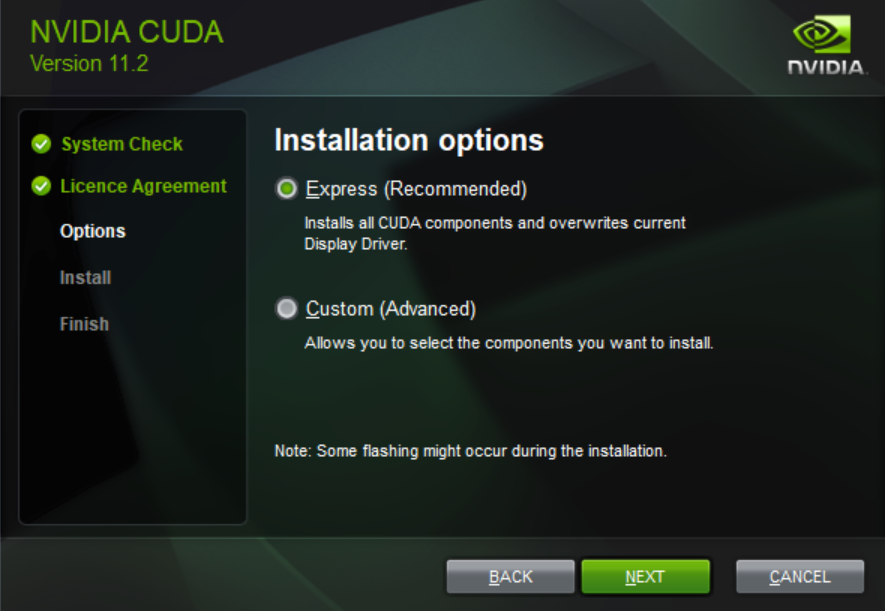 NVIDIA CUDA
Version 11.2
NVIDIA.
System Check
Licence Agreement
Options
Install
Finish
Installation options
Express (Recommended)
Installs all CUDA components and overwrites current
Display Driver.
Custom (Advanced)
Allows you to select the components you want to install.
Note: Some flashing might occur during the installation.
BACK
NEXT
CANCEL